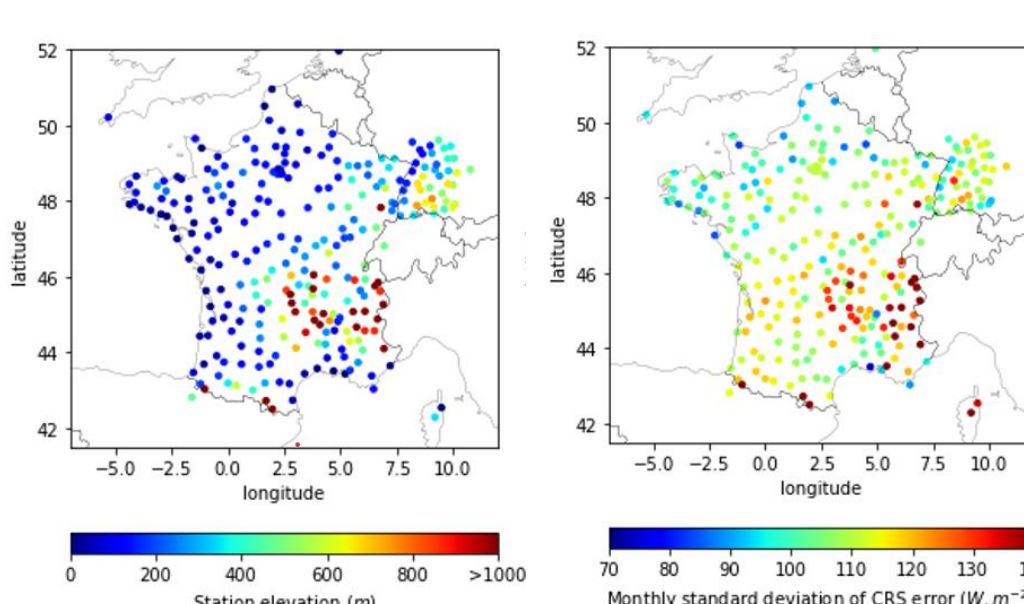 52
50
48
46
44
42
latitude
−5.0 −2.5 0.0 2.5 5.0 7.5 10.0
longitude
0 200 400 600 800 >1000
Station elevation (m)
52
50
48
46
44
42
latitude
−5.0 −2.5 0.0 2.5 5.0 7.5 10.0
longitude
70 80 90 100 110 120 130
Monthly standard deviation of CRS error (W.m⁻²